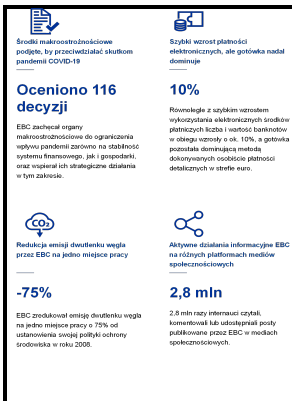 Środki makroostrożnościowe
podjęte, by przeciwdziałać skutkom
pandemii COVID-19
Oceniono 116
decyzji
EBC zachęcał organy
makroostrożnościowe do ograniczenia
wpływu pandemii zarówno na stabilność
systemu finansowego, jak i gospodarki,
oraz wspierał ich strategiczne działania
w tym zakresie.
Szybki wzrost płatności
elektronicznych, ale gotówka nadal
dominuje
10%
Równolegle z szybkim wzrostem
wykorzystania elektronicznych środków
płatniczych liczba i wartość banknotów
w obiegu wzrosły o ok. 10%, a gotówka
pozostała dominującą metodą
dokonywanych osobiście płatności
detalicznych w strefie euro.
CO₂
Redukcja emisji dwutlenku węgla
przez EBC na jedno miejsce pracy
-75%
EBC zredukował emisję dwutlenku węgla
na jedno miejsce pracy o 75% od
ustanowienia swojej polityki ochrony
środowiska w roku 2008.
Aktywne działania informacyjne EBC
na różnych platformach mediów
społecznościowych
2,8 mln
2,8 mln razy internauci czytali,
komentowali lub udostępniali posty
publikowane przez EBC w mediach
społecznościowych.